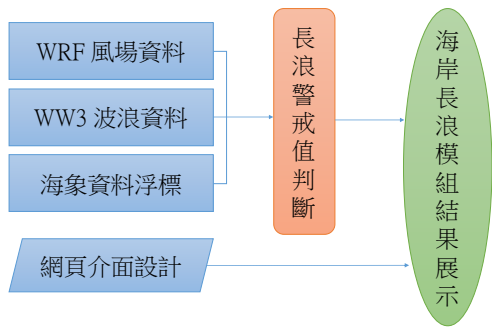 WRF 風場資料
WW3 波浪資料
海象資料浮標
網頁介面設計
長浪警戒值判斷
海岸長浪模組結果展示